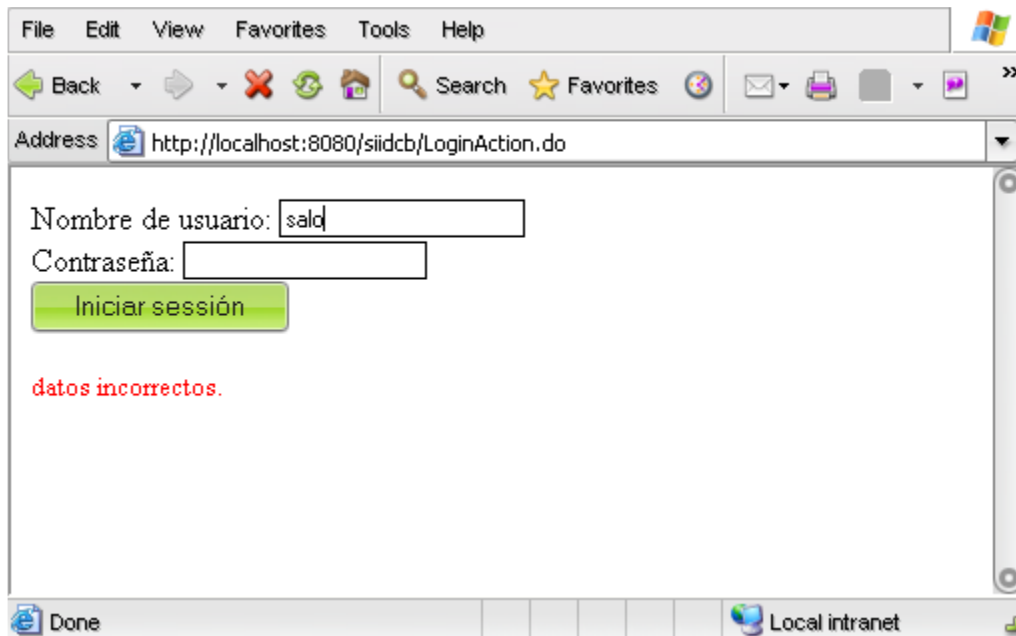 File Edit View Favorites Tools Help
Back Search Favorites »
Address http://localhost:8080/siidcb/LoginAction.do
Nombre de usuario: salo
Contraseña:
Iniciar sessión
datos incorrectos.
Done Local intranet